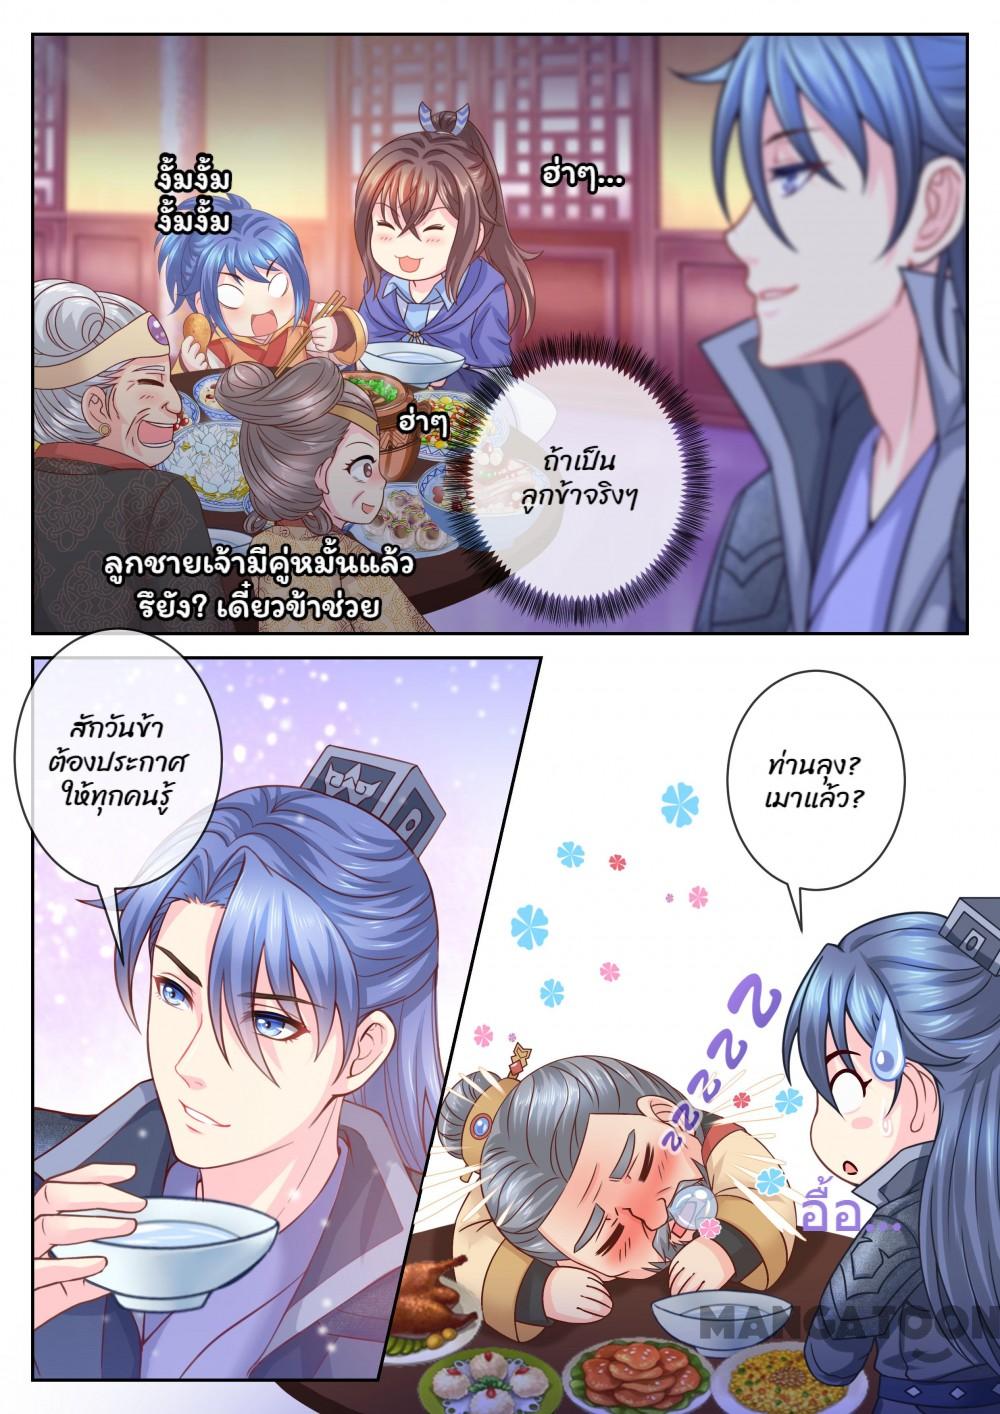 งั้มงั้ม
งั้มงั้ม
ฮ่าๆ...
ฮ่าๆ
ถ้าเป็น
ลูกข้าจริงๆ
ลูกชายเจ้ามีคู่หมั้นแล้ว
รึยัง? เดี๋ยวข้าช่วย
สักวันข้า
ต้องประกาศ
ให้ทุกคนรู้
ท่านลุง?
เมาแล้ว?
zzzzzz
อื้อ...
MANGATOON